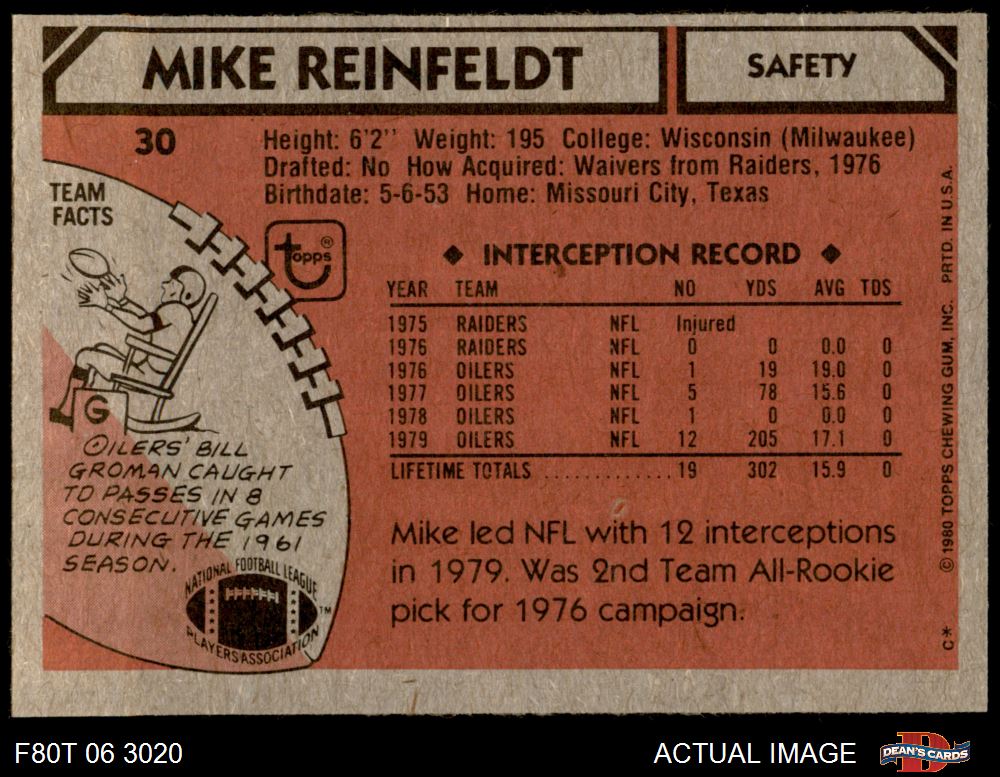 MIKE REINFELDT
SAFETY
30
Height: 6'2'' Weight: 195 College: Wisconsin (Milwaukee)
Drafted: No How Acquired: Waivers from Raiders, 1976
Birthdate: 5-6-53 Home: Missouri City, Texas
TEAM
FACTS
topps®
◆ INTERCEPTION RECORD ◆
YEAR TEAM NO YDS AVG TDS
1975 RAIDERS NFL Injured
1976 RAIDERS NFL 0 0 0.0 0
1976 OILERS NFL 1 19 19.0 0
1977 OILERS NFL 5 78 15.6 0
1978 OILERS NFL 1 0 0.0 0
1979 OILERS NFL 12 205 17.1 0
LIFETIME TOTALS ............. 19 302 15.9 0
G
OILERS' BILL
GROMAN CAUGHT
TD PASSES IN 8
CONSECUTIVE GAMES
DURING THE 1961
SEASON.
NATIONAL FOOTBALL LEAGUE
PLAYERS ASSOCIATION
™
Mike led NFL with 12 interceptions
in 1979. Was 2nd Team All-Rookie
pick for 1976 campaign.
C* © 1980 TOPPS CHEWING GUM, INC. PRTD. IN U.S.A.
F80T 06 3020
ACTUAL IMAGE
D
DEAN'S CARDS